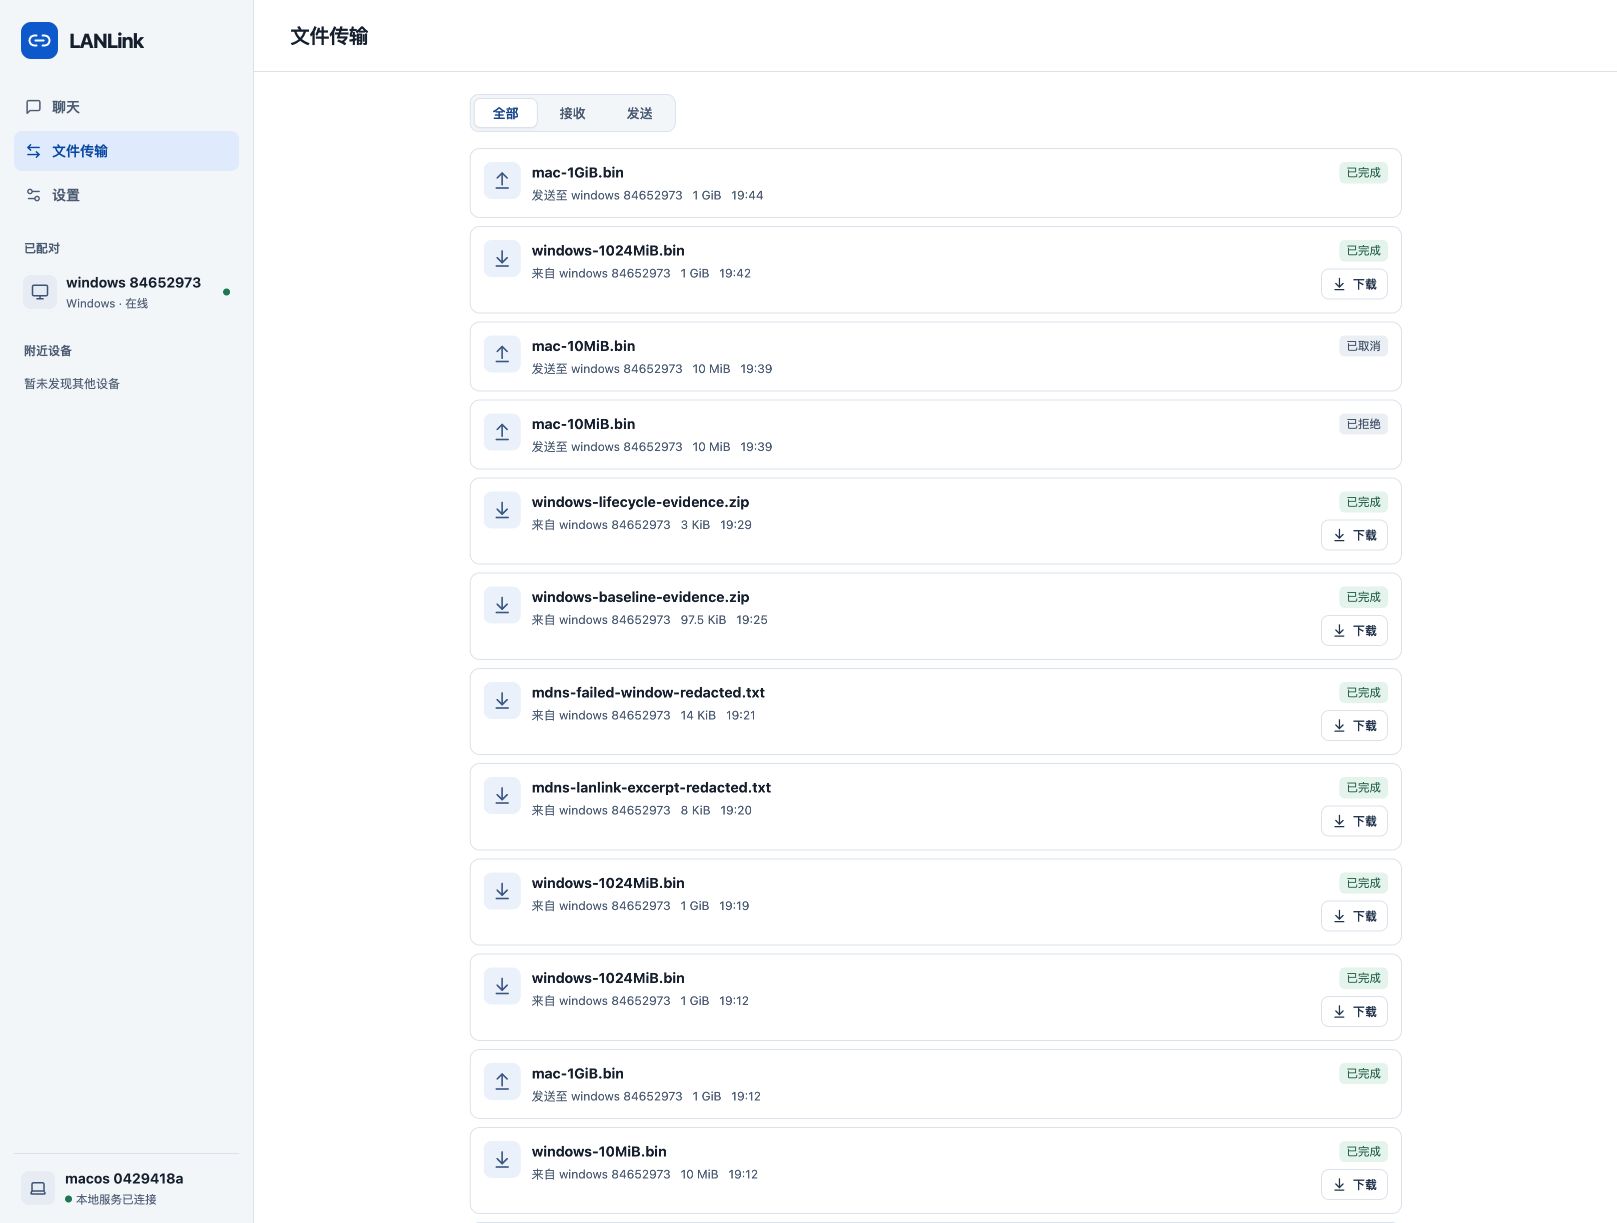 LANLink
聊天
文件传输
设置
已配对
windows 84652973
Windows · 在线
附近设备
暂未发现其他设备
macos 0429418a
本地服务已连接
文件传输
全部 接收 发送
mac-1GiB.bin 已完成
发送至 windows 84652973 1 GiB 19:44
windows-1024MiB.bin 已完成
来自 windows 84652973 1 GiB 19:42
下载
mac-10MiB.bin 已取消
发送至 windows 84652973 10 MiB 19:39
mac-10MiB.bin 已拒绝
发送至 windows 84652973 10 MiB 19:39
windows-lifecycle-evidence.zip 已完成
来自 windows 84652973 3 KiB 19:29
下载
windows-baseline-evidence.zip 已完成
来自 windows 84652973 97.5 KiB 19:25
下载
mdns-failed-window-redacted.txt 已完成
来自 windows 84652973 14 KiB 19:21
下载
mdns-lanlink-excerpt-redacted.txt 已完成
来自 windows 84652973 8 KiB 19:20
下载
windows-1024MiB.bin 已完成
来自 windows 84652973 1 GiB 19:19
下载
windows-1024MiB.bin 已完成
来自 windows 84652973 1 GiB 19:12
下载
mac-1GiB.bin 已完成
发送至 windows 84652973 1 GiB 19:12
windows-10MiB.bin 已完成
来自 windows 84652973 10 MiB 19:12
下载